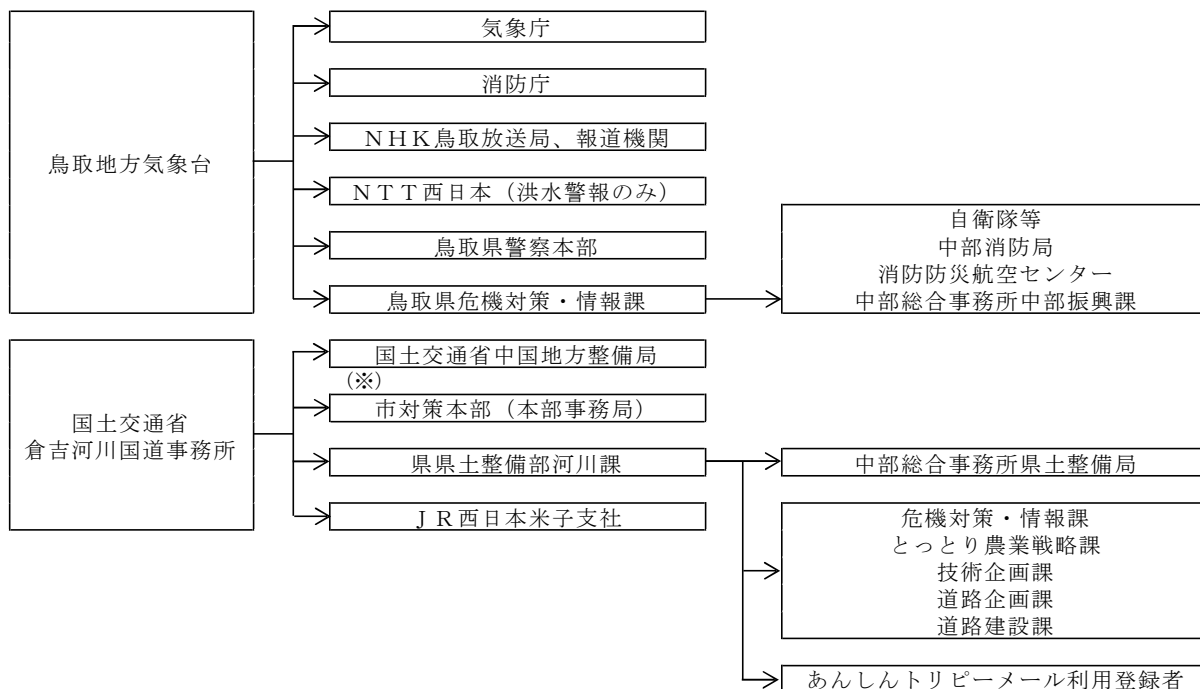 気象庁
消防庁
ＮＨＫ鳥取放送局、報道機関
鳥取地方気象台
ＮＴＴ西日本（洪水警報のみ）
鳥取県警察本部
鳥取県危機対策・情報課
自衛隊等
中部消防局
消防防災航空センター
中部総合事務所中部振興課
国土交通省中国地方整備局
(※)
市対策本部（本部事務局）
国土交通省
倉吉河川国道事務所
県県土整備部河川課
ＪＲ西日本米子支社
中部総合事務所県土整備局
危機対策・情報課
とっとり農業戦略課
技術企画課
道路企画課
道路建設課
あんしんトリピーメール利用登録者